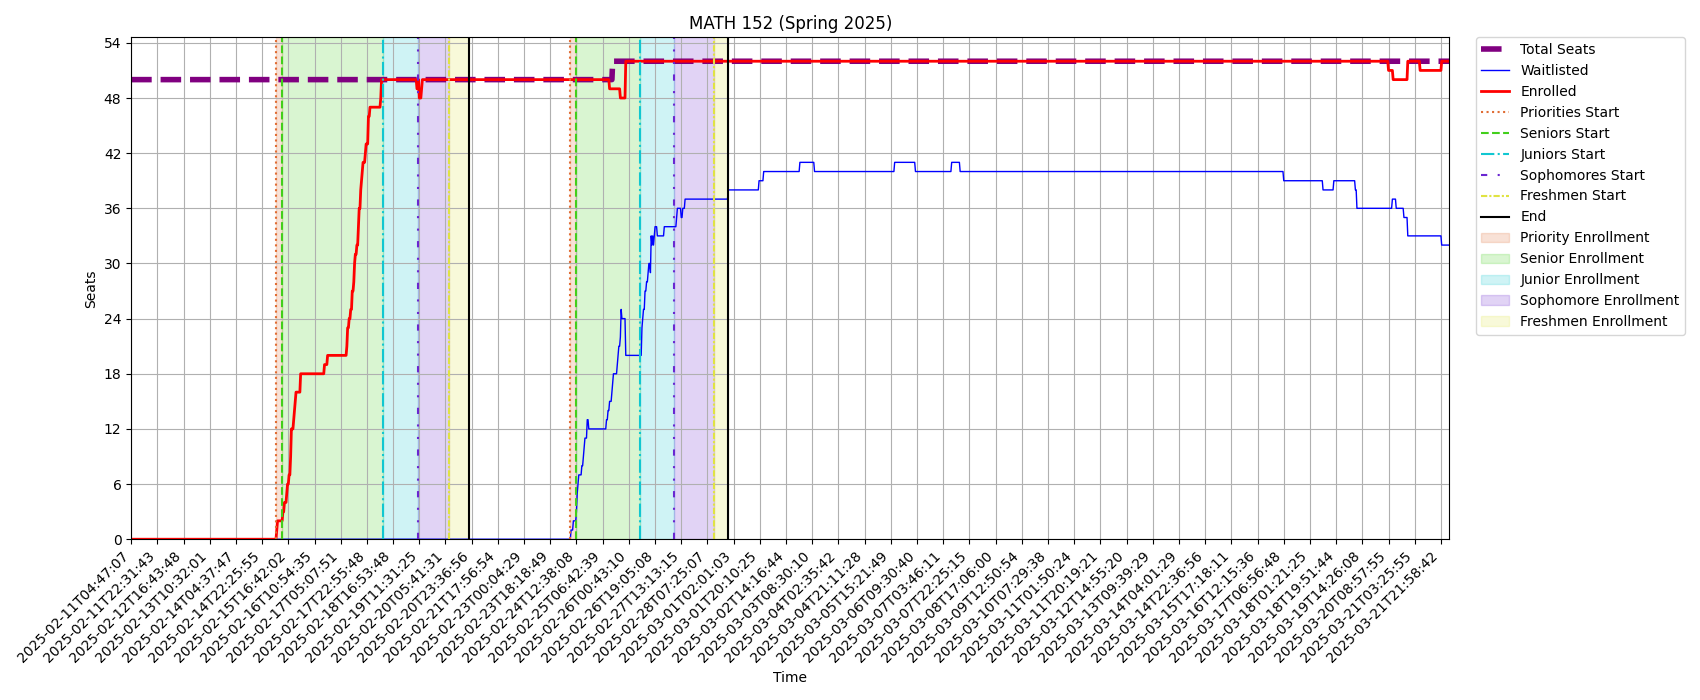 MATH 152 (Spring 2025)
54
48
42
36
30
24
18
12
6
0
Seats
2025-02-11T04:47:07
2025-02-11T22:31:43
2025-02-12T16:43:48
2025-02-13T10:32:01
2025-02-14T04:37:47
2025-02-14T22:25:55
2025-02-15T16:42:02
2025-02-16T10:54:35
2025-02-17T05:07:51
2025-02-17T22:55:48
2025-02-18T16:53:48
2025-02-19T11:31:25
2025-02-20T05:41:31
2025-02-20T23:36:56
2025-02-21T17:56:54
2025-02-23T00:04:29
2025-02-23T18:18:49
2025-02-24T12:38:08
2025-02-25T06:42:39
2025-02-26T00:43:10
2025-02-26T19:05:08
2025-02-27T13:13:15
2025-02-28T07:25:07
2025-03-01T02:01:03
2025-03-01T20:10:25
2025-03-02T14:16:44
2025-03-03T08:30:10
2025-03-04T02:35:42
2025-03-04T21:11:28
2025-03-05T15:21:49
2025-03-06T09:30:40
2025-03-07T03:46:11
2025-03-07T22:25:15
2025-03-08T17:06:00
2025-03-09T12:50:54
2025-03-10T07:29:38
2025-03-11T01:50:24
2025-03-11T20:19:21
2025-03-12T14:55:20
2025-03-13T09:39:29
2025-03-14T04:01:29
2025-03-14T22:36:56
2025-03-15T17:18:11
2025-03-16T12:15:36
2025-03-17T06:56:48
2025-03-18T01:21:25
2025-03-18T19:51:44
2025-03-19T14:26:08
2025-03-20T08:57:55
2025-03-21T03:25:55
2025-03-21T21:58:42
Time
Total Seats
Waitlisted
Enrolled
Priorities Start
Seniors Start
Juniors Start
Sophomores Start
Freshmen Start
End
Priority Enrollment
Senior Enrollment
Junior Enrollment
Sophomore Enrollment
Freshmen Enrollment